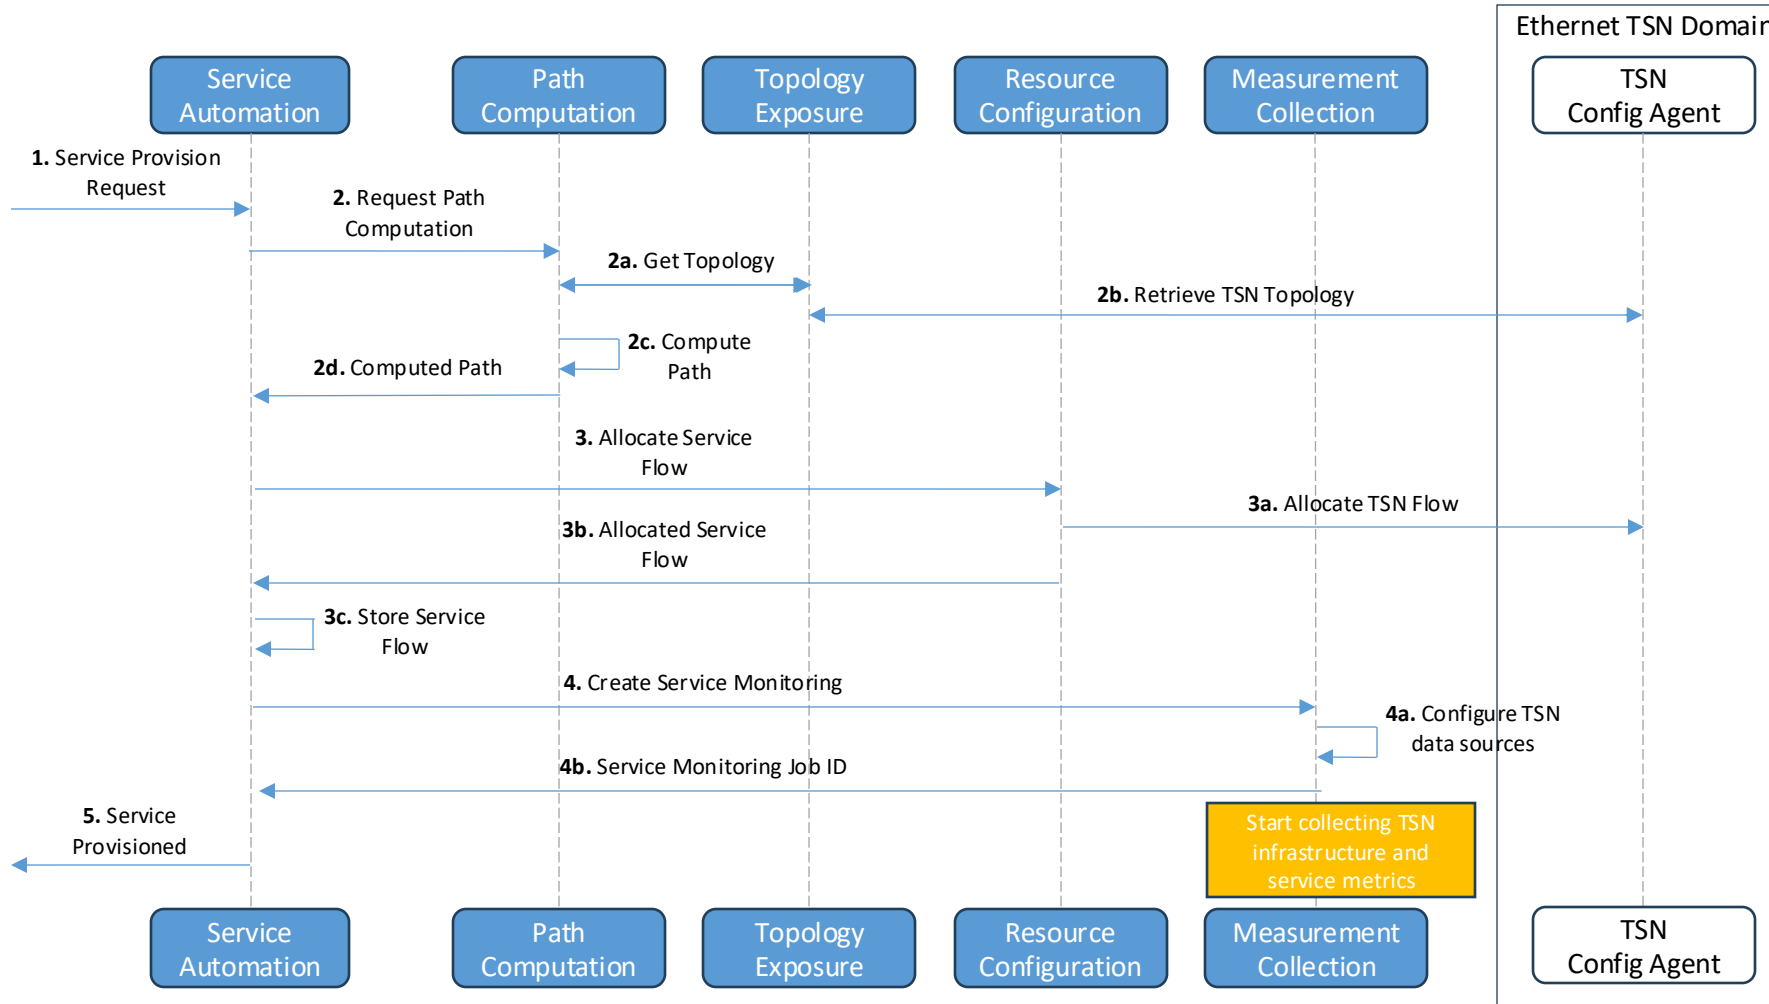 Ethernet TSN Domain
Service
Automation
Path
Computation
Topology
Exposure
Resource
Configuration
Measurement
Collection
TSN
Config Agent
1. Service Provision
Request
2. Request Path
Computation
2a. Get Topology
2b. Retrieve TSN Topology
2c. Compute
Path
2d. Computed Path
3. Allocate Service
Flow
3a. Allocate TSN Flow
3b. Allocated Service
Flow
3c. Store Service
Flow
4. Create Service Monitoring
4a. Configure TSN
data sources
4b. Service Monitoring Job ID
5. Service
Provisioned
Start collecting TSN
infrastructure and
service metrics
Service
Automation
Path
Computation
Topology
Exposure
Resource
Configuration
Measurement
Collection
TSN
Config Agent